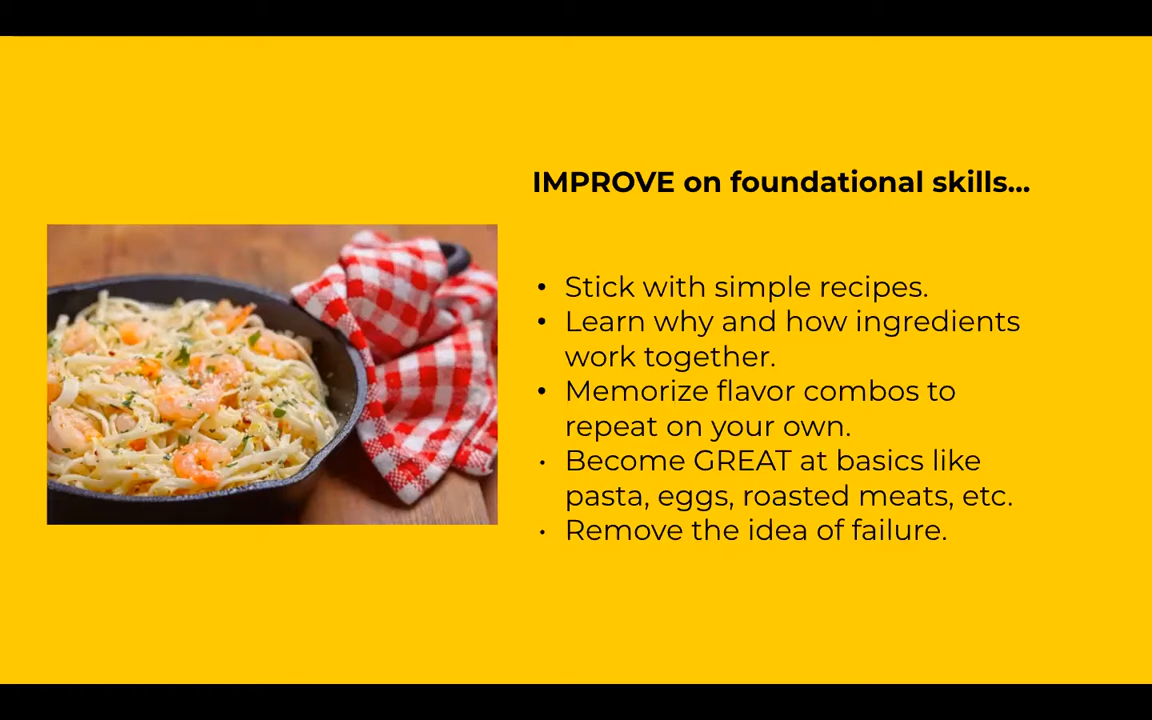 IMPROVE on foundational skills...
• Stick with simple recipes.
• Learn why and how ingredients
work together.
• Memorize flavor combos to
repeat on your own.
• Become GREAT at basics like
pasta, eggs, roasted meats, etc.
• Remove the idea of failure.